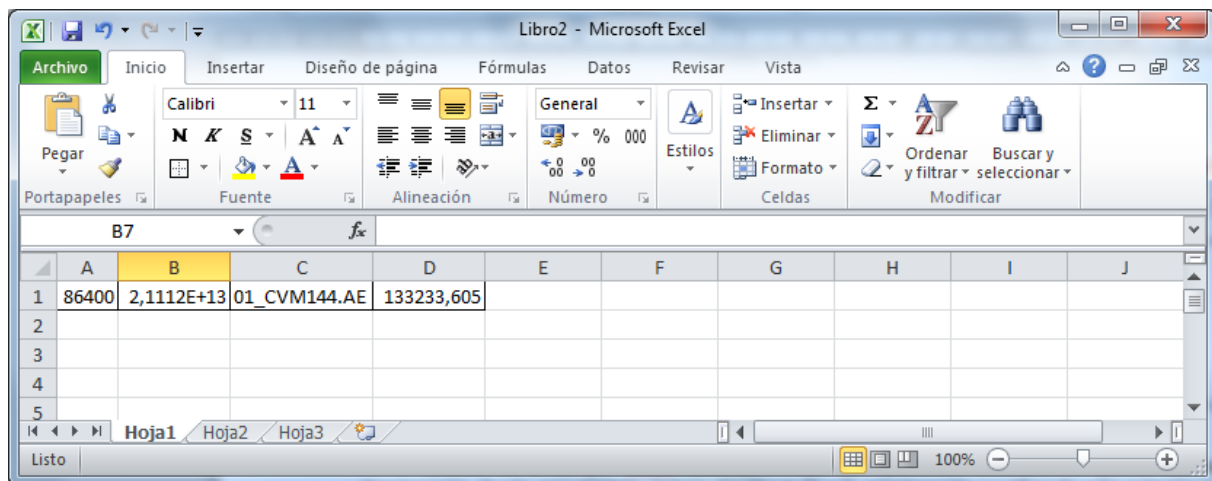 Libro2 - Microsoft Excel
Archivo Inicio Insertar Diseño de página Fórmulas Datos Revisar Vista
Pegar
Portapapeles
Calibri 11
N K S A A
A
Fuente
Alineación
General
% 000
Número
Estilos
Insertar
Eliminar
Formato
Celdas
Σ
Ordenar y filtrar
Buscar y seleccionar
Modificar
B7 fx
A B C D E F G H I J
1 86400 2,1112E+13 01_CVM144.AE 133233,605
2
3
4
5
Hoja1 Hoja2 Hoja3
Listo 100%